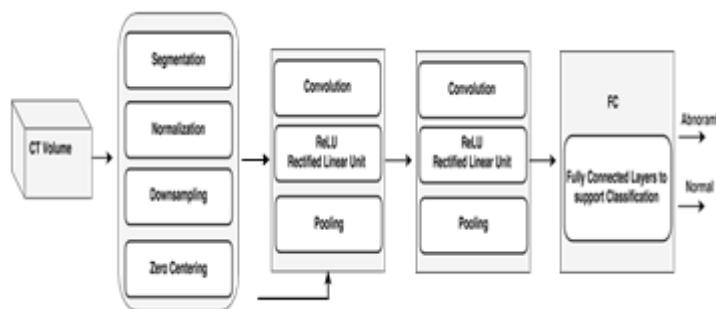 CT Volume
Segmentation
Normalization
Downsampling
Zero Centering
Convolution
ReLU
Rectified Linear Unit
Pooling
Convolution
ReLU
Rectified Linear Unit
Pooling
FC
Fully Connected Layers to
support Classification
Abnoraml
Normal